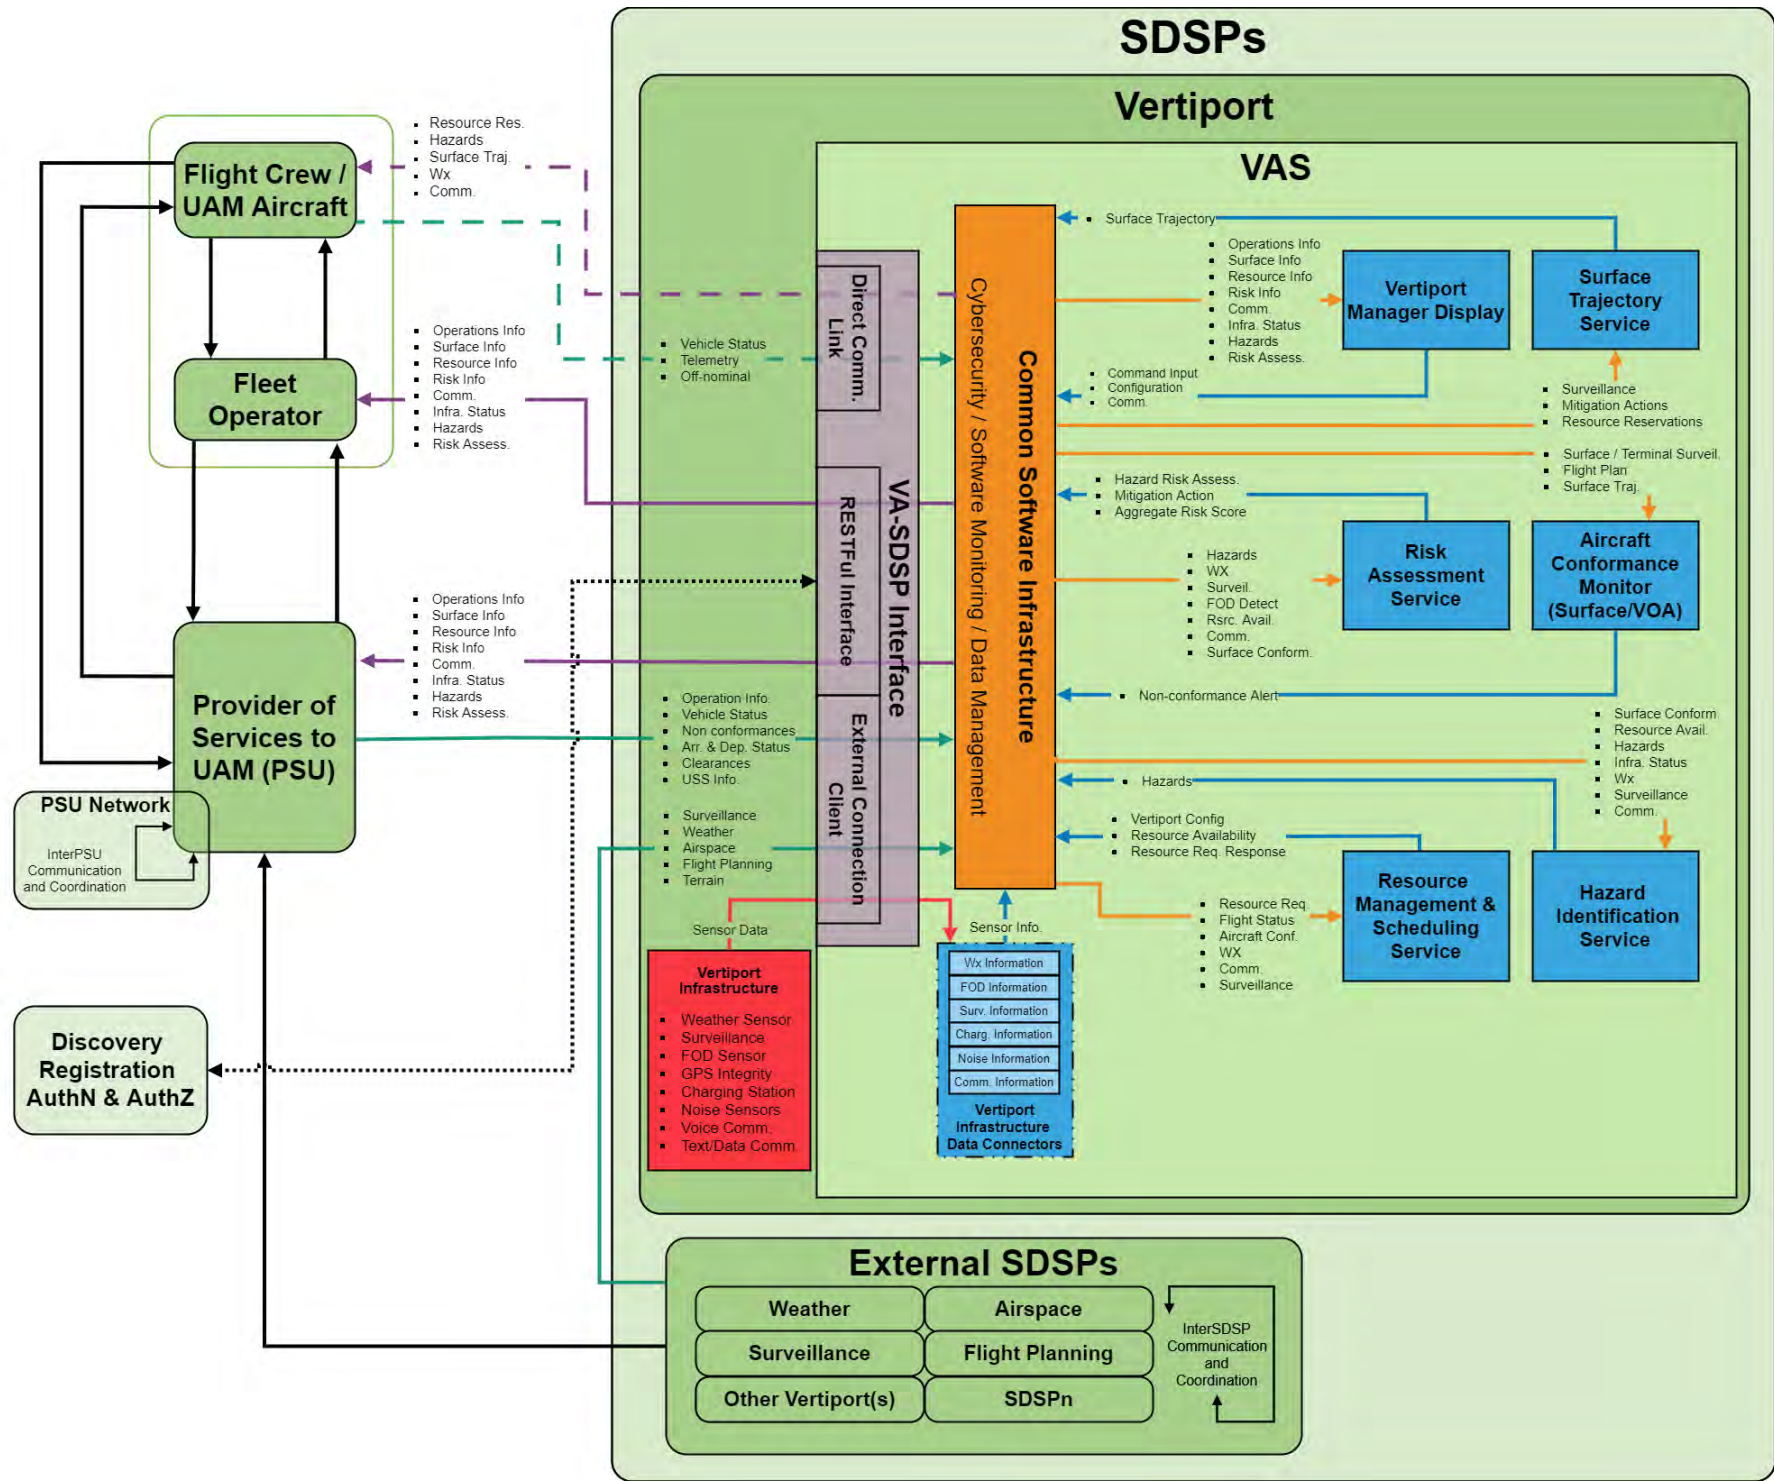 SDSPs
Vertiport
VAS
Flight Crew /
UAM Aircraft
Resource Res.
Hazards
Surface Traj.
Wx
Comm.
Fleet
Operator
Operations Info
Surface Info
Resource Info
Risk Info
Comm.
Infra. Status
Hazards
Risk Assess.
Provider of
Services to
UAM (PSU)
Operations Info
Surface Info
Resource Info
Risk Info
Comm.
Infra. Status
Hazards
Risk Assess.
PSU Network
InterPSU
Communication
and Coordination
Discovery
Registration
AuthN & AuthZ
Vehicle Status
Telemetry
Off-nominal
Operation Info.
Vehicle Status
Non conformances
Arr. & Dep. Status
Clearances
USS Info.
Surveillance
Weather
Airspace
Flight Planning
Terrain
Sensor Data
Vertiport
Infrastructure
Weather Sensor
Surveillance
FOD Sensor
GPS Integrity
Charging Station
Noise Sensors
Voice Comm.
Text/Data Comm.
Direct Comm.
Link
RESTFul Interface
External Connection
Client
VA-SDSP Interface
Common Software Infrastructure
Cybersecurity / Software Monitoring / Data Management
Sensor Info.
Wx Information
FOD Information
Surv. Information
Charg. Information
Noise Information
Comm. Information
Vertiport
Infrastructure
Data Connectors
Surface Trajectory
Operations Info
Surface Info
Resource Info
Risk Info
Comm.
Infra. Status
Hazards
Risk Assess.
Vertiport
Manager Display
Surface
Trajectory
Service
Command Input
Configuration
Comm.
Surveillance
Mitigation Actions
Resource Reservations
Surface / Terminal Surveil.
Flight Plan
Surface Traj.
Hazard Risk Assess.
Mitigation Action
Aggregate Risk Score
Hazards
WX
Surveil.
FOD Detect
Rsrc. Avail.
Comm.
Surface Conform.
Risk
Assessment
Service
Aircraft
Conformance
Monitor
(Surface/VOA)
Non-conformance Alert
Surface Conform.
Resource Avail.
Hazards
Infra. Status
Wx
Surveillance
Comm.
Hazards
Vertiport Config
Resource Availability
Resource Req. Response
Resource Req.
Flight Status
Aircraft Conf.
WX
Comm.
Surveillance
Resource
Management &
Scheduling
Service
Hazard
Identification
Service
External SDSPs
Weather
Airspace
Surveillance
Flight Planning
Other Vertiport(s)
SDSPn
InterSDSP
Communication
and
Coordination